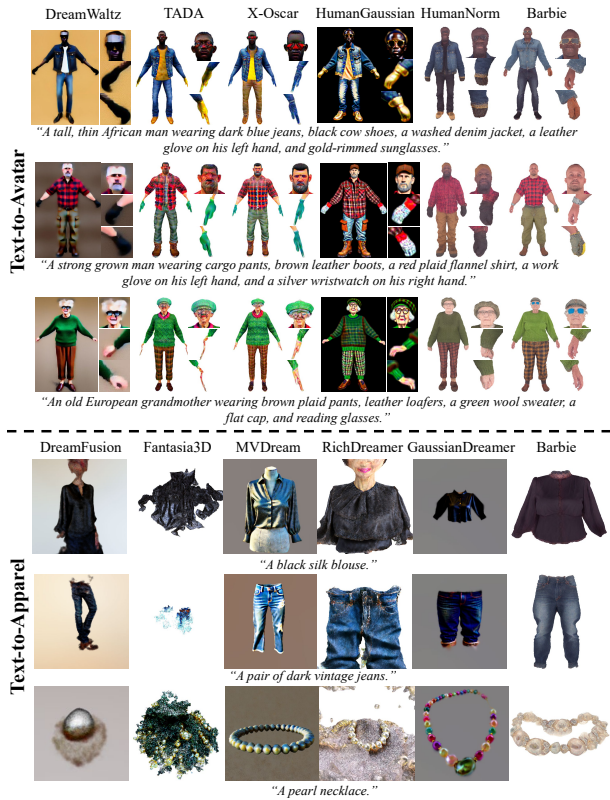 DreamWaltz TADA X-Oscar HumanGaussian HumanNorm Barbie
Text-to-Avatar
“A tall, thin African man wearing dark blue jeans, black cow shoes, a washed denim jacket, a leather
glove on his left hand, and gold-rimmed sunglasses.”
“A strong grown man wearing cargo pants, brown leather boots, a red plaid flannel shirt, a work
glove on his left hand, and a silver wristwatch on his right hand.”
“An old European grandmother wearing brown plaid pants, leather loafers, a green wool sweater, a
flat cap, and reading glasses.”
DreamFusion Fantasia3D MVDream RichDreamer GaussianDreamer Barbie
Text-to-Apparel
“A black silk blouse.”
“A pair of dark vintage jeans.”
“A pearl necklace.”